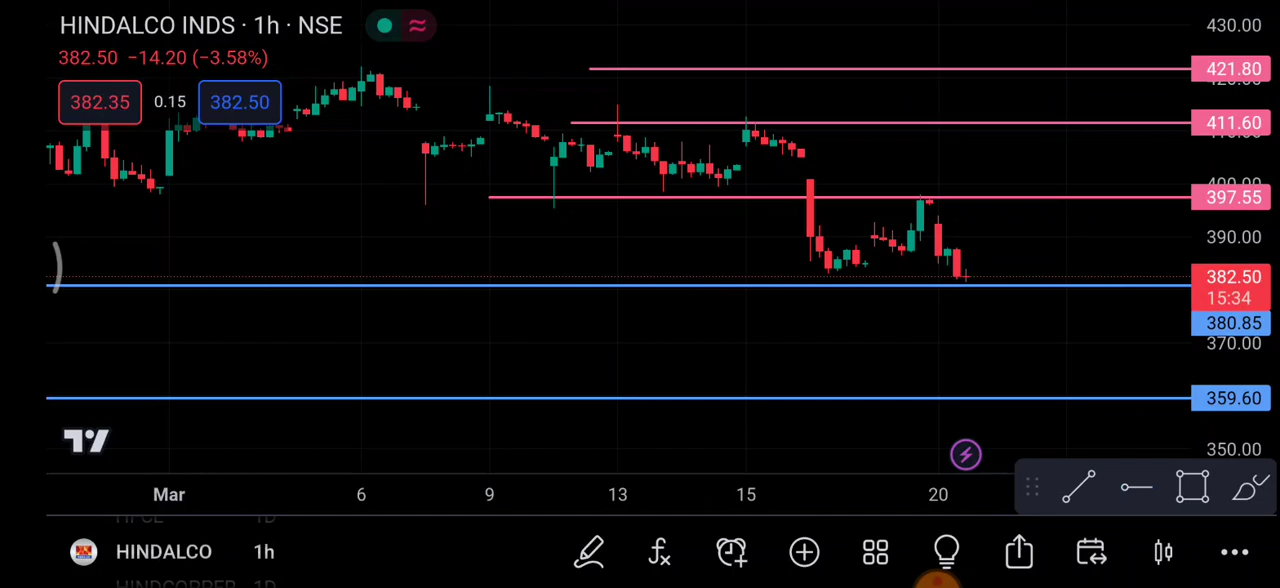 HINDALCO INDS · 1h · NSE
382.50 −14.20 (−3.58%)
382.35 0.15 382.50
430.00
421.80
411.60
400.00
397.55
390.00
382.50
15:34
380.85
370.00
359.60
350.00
Mar 6 9 13 15 20
HINDALCO 1h
HINDCOPPER 1D